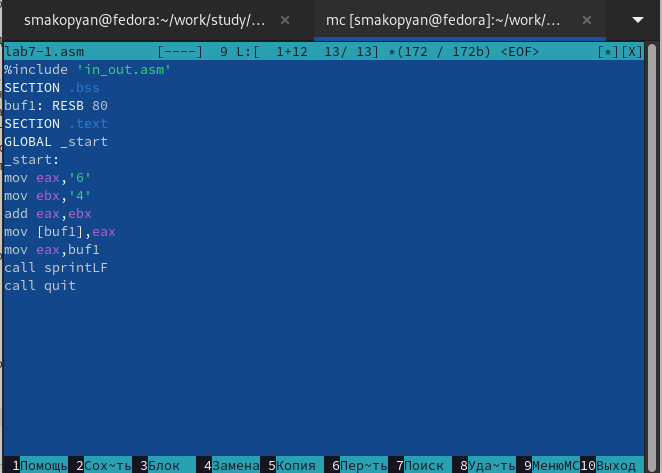 smakopyan@fedora:~/work/study/... × mc [smakopyan@fedora]:~/work/... ×
lab7-1.asm [----] 9 L:[ 1+12 13/ 13] *(172 / 172b) <EOF> [*][X]
%include 'in_out.asm'
SECTION .bss
buf1: RESB 80
SECTION .text
GLOBAL _start
_start:
mov eax,'6'
mov ebx,'4'
add eax,ebx
mov [buf1],eax
mov eax,buf1
call sprintLF
call quit
1Помощь 2Сох~ть 3Блок 4Замена 5Копия 6Пер~ть 7Поиск 8Уда~ть 9МенюMC 10Выход